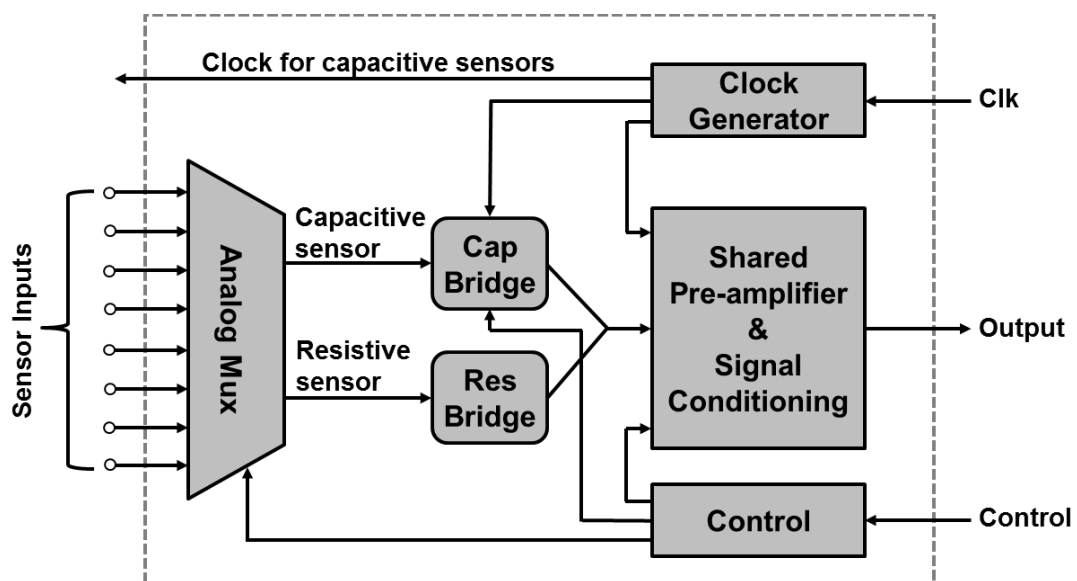 Clock for capacitive sensors
Clock
Generator
Clk
Sensor Inputs
Analog Mux
Capacitive
sensor
Cap
Bridge
Resistive
sensor
Res
Bridge
Shared
Pre-amplifier
&
Signal
Conditioning
Output
Control
Control